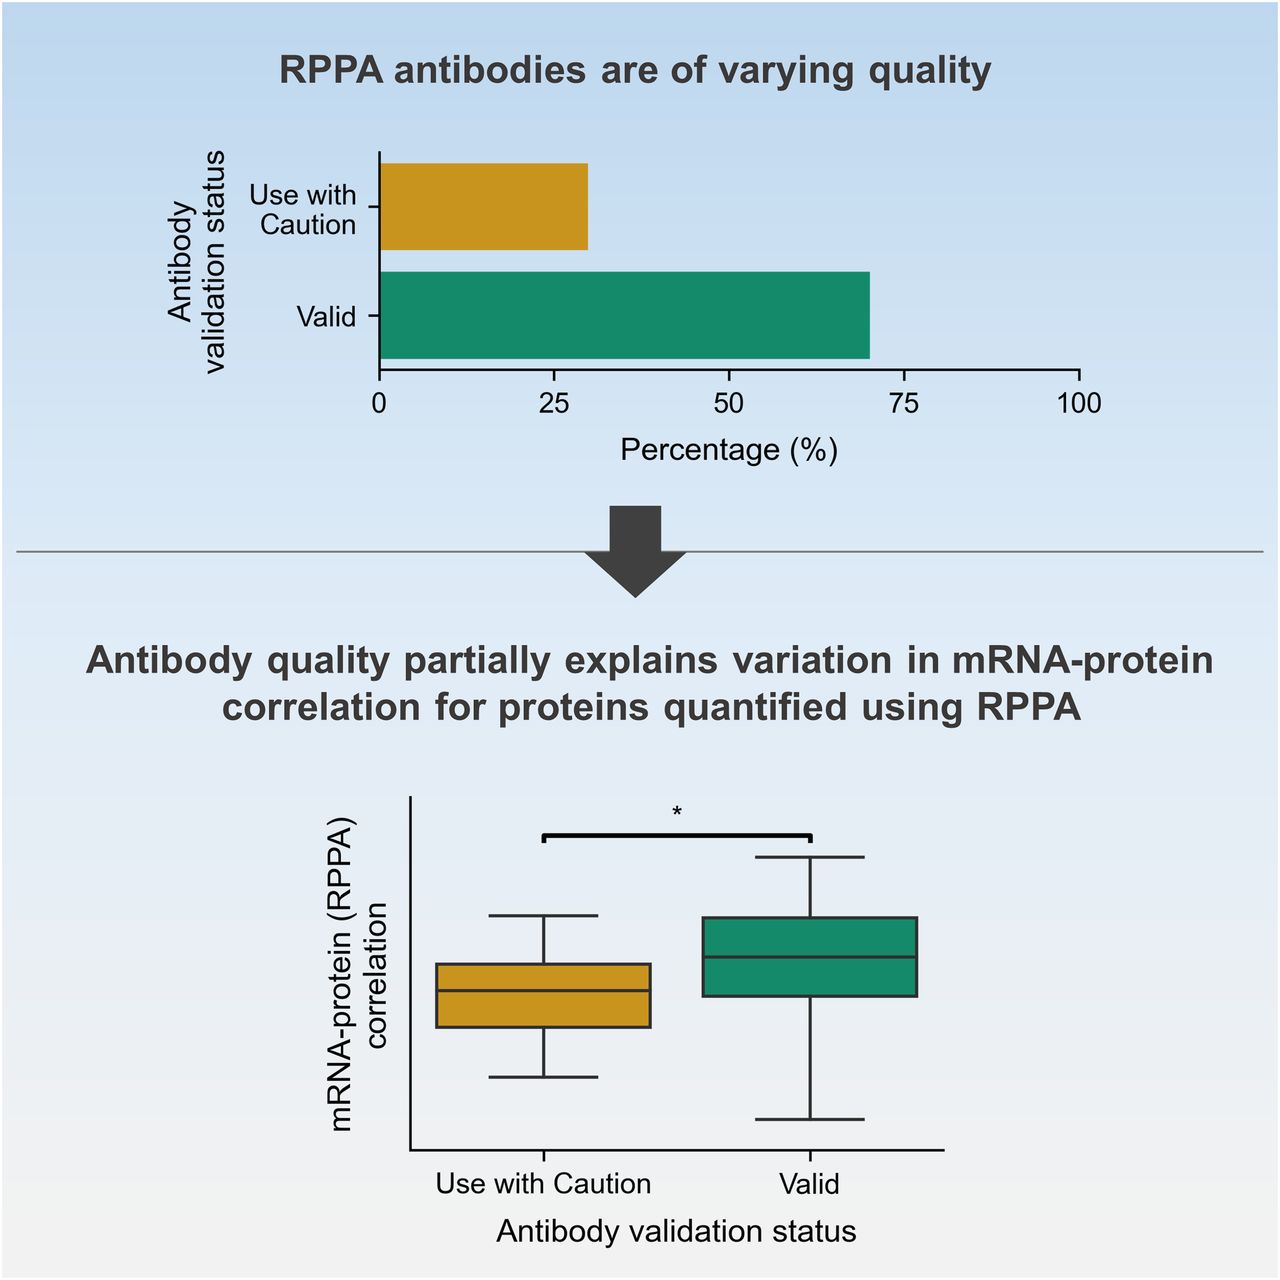 RPPA antibodies are of varying quality
Antibody
validation status
Use with
Caution
Valid
0 25 50 75 100
Percentage (%)
Antibody quality partially explains variation in mRNA-protein
correlation for proteins quantified using RPPA
mRNA-protein (RPPA)
correlation
*
Use with Caution Valid
Antibody validation status